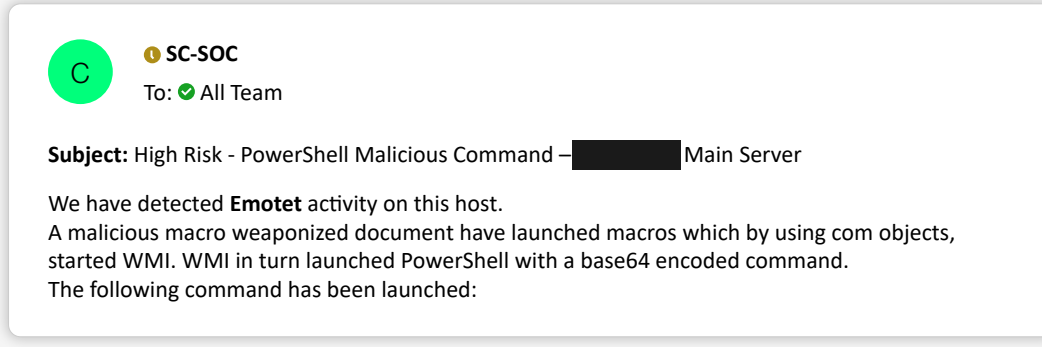 C
SC-SOC
To: All Team
Subject: High Risk - PowerShell Malicious Command – Main Server
We have detected Emotet activity on this host.
A malicious macro weaponized document have launched macros which by using com objects,
started WMI. WMI in turn launched PowerShell with a base64 encoded command.
The following command has been launched: